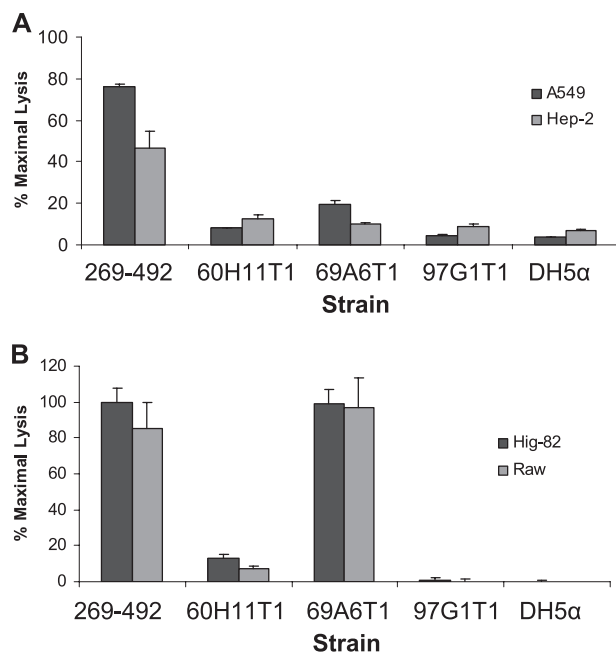 A
% Maximal Lysis
100
80
60
40
20
0
A549
Hep-2
269-492 60H11T1 69A6T1 97G1T1 DH5α
Strain
B
% Maximal Lysis
120
100
80
60
40
20
0
Hig-82
Raw
269-492 60H11T1 69A6T1 97G1T1 DH5α
Strain